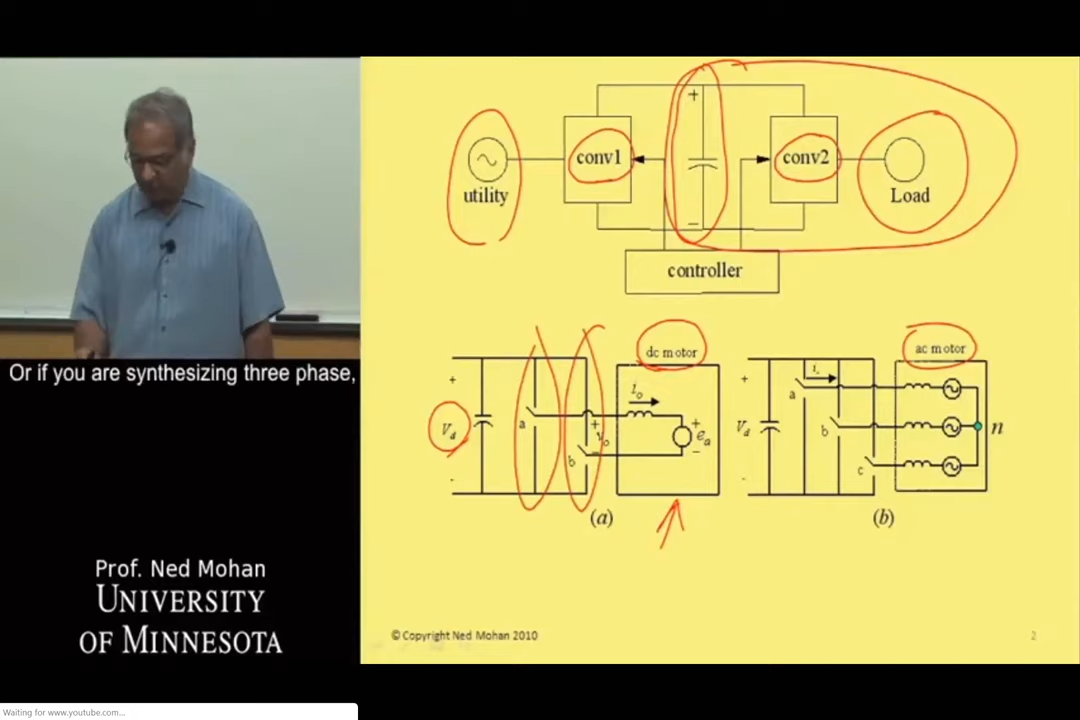 +
conv1
conv2
utility
Load
−
controller
dc motor
ac motor
+
i_o
+
i
a
V_d
a
+
v_o
+
e_a
V_d
b
n
b
−
−
c
-
-
(a)
(b)
Or if you are synthesizing three phase,
Prof. Ned Mohan
UNIVERSITY
OF MINNESOTA
© Copyright Ned Mohan 2010
2
Waiting for www.youtube.com...